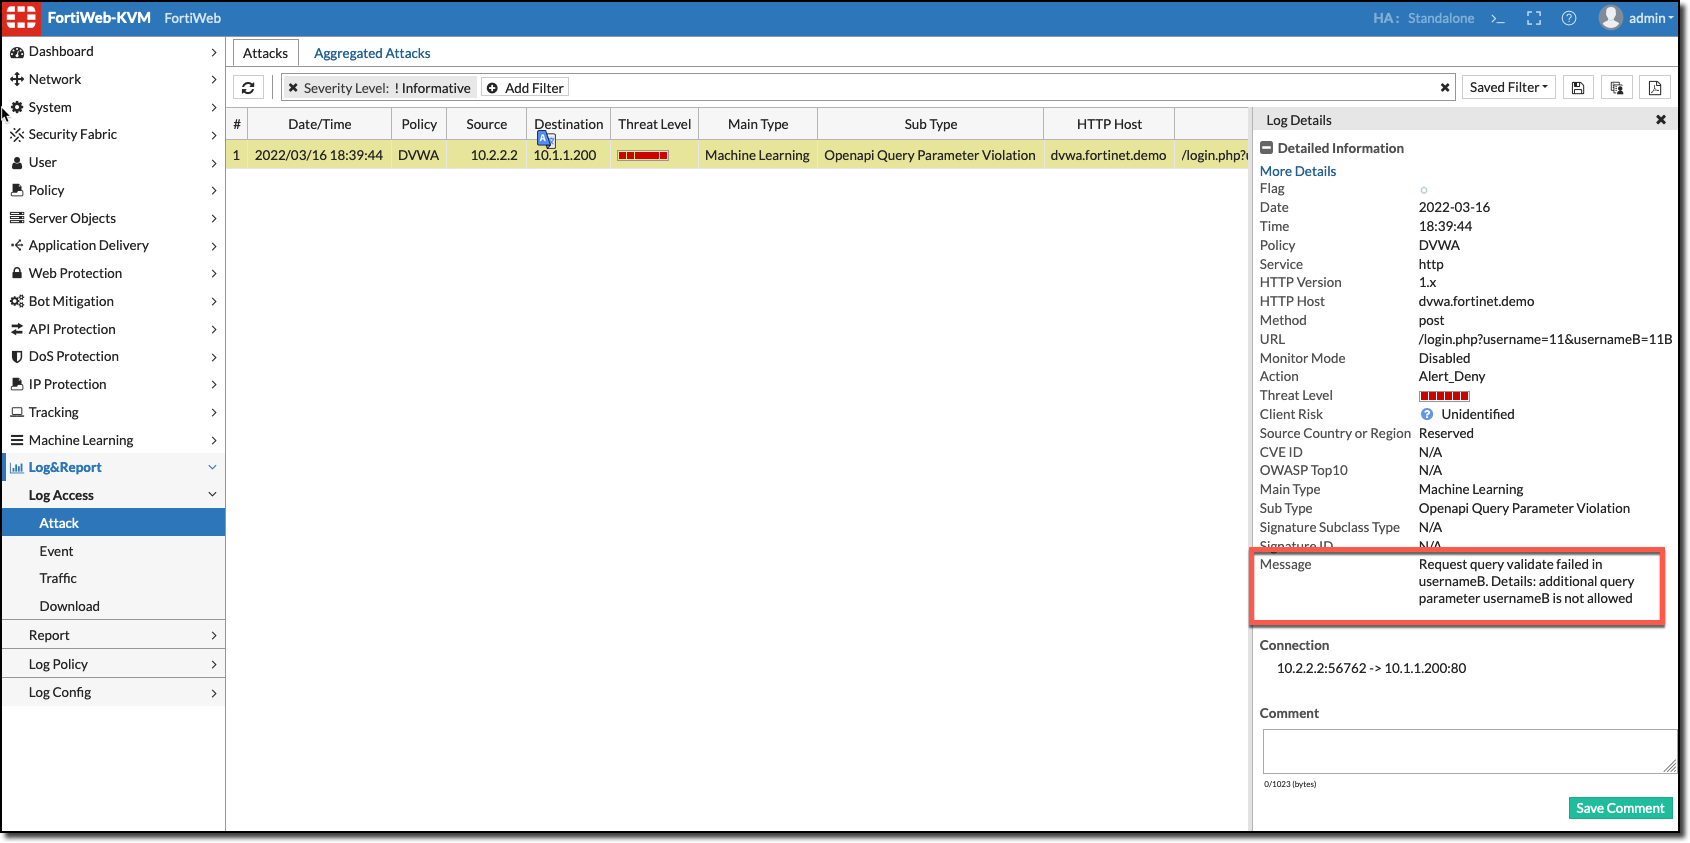 FortiWeb-KVM FortiWeb
HA: Standalone
admin
Dashboard
Network
System
Security Fabric
User
Policy
Server Objects
Application Delivery
Web Protection
Bot Mitigation
API Protection
DoS Protection
IP Protection
Tracking
Machine Learning
Log&Report
Log Access
Attack
Event
Traffic
Download
Report
Log Policy
Log Config
Attacks Aggregated Attacks
Severity Level: ! Informative Add Filter
Saved Filter
# Date/Time Policy Source Destination Threat Level Main Type Sub Type HTTP Host
1 2022/03/16 18:39:44 DVWA 10.2.2.2 10.1.1.200 Machine Learning Openapi Query Parameter Violation dvwa.fortinet.demo /login.php?u
Log Details
Detailed Information
More Details
Flag
Date 2022-03-16
Time 18:39:44
Policy DVWA
Service http
HTTP Version 1.x
HTTP Host dvwa.fortinet.demo
Method post
URL /login.php?username=11&usernameB=11B
Monitor Mode Disabled
Action Alert_Deny
Threat Level
Client Risk ? Unidentified
Source Country or Region Reserved
CVE ID N/A
OWASP Top10 N/A
Main Type Machine Learning
Sub Type Openapi Query Parameter Violation
Signature Subclass Type N/A
Signature ID N/A
Message Request query validate failed in
usernameB. Details: additional query
parameter usernameB is not allowed
Connection
10.2.2.2:56762 -> 10.1.1.200:80
Comment
0/1023 (bytes)
Save Comment